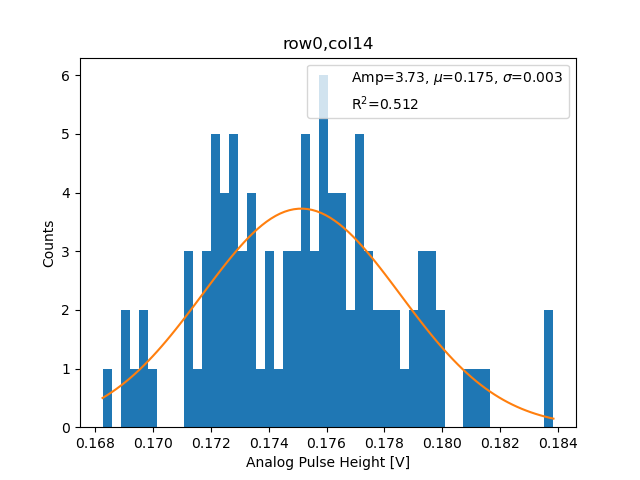 row0,col14
Amp=3.73, μ=0.175, σ=0.003
R²=0.512
Counts
6
5
4
3
2
1
0
0.168 0.170 0.172 0.174 0.176 0.178 0.180 0.182 0.184
Analog Pulse Height [V]